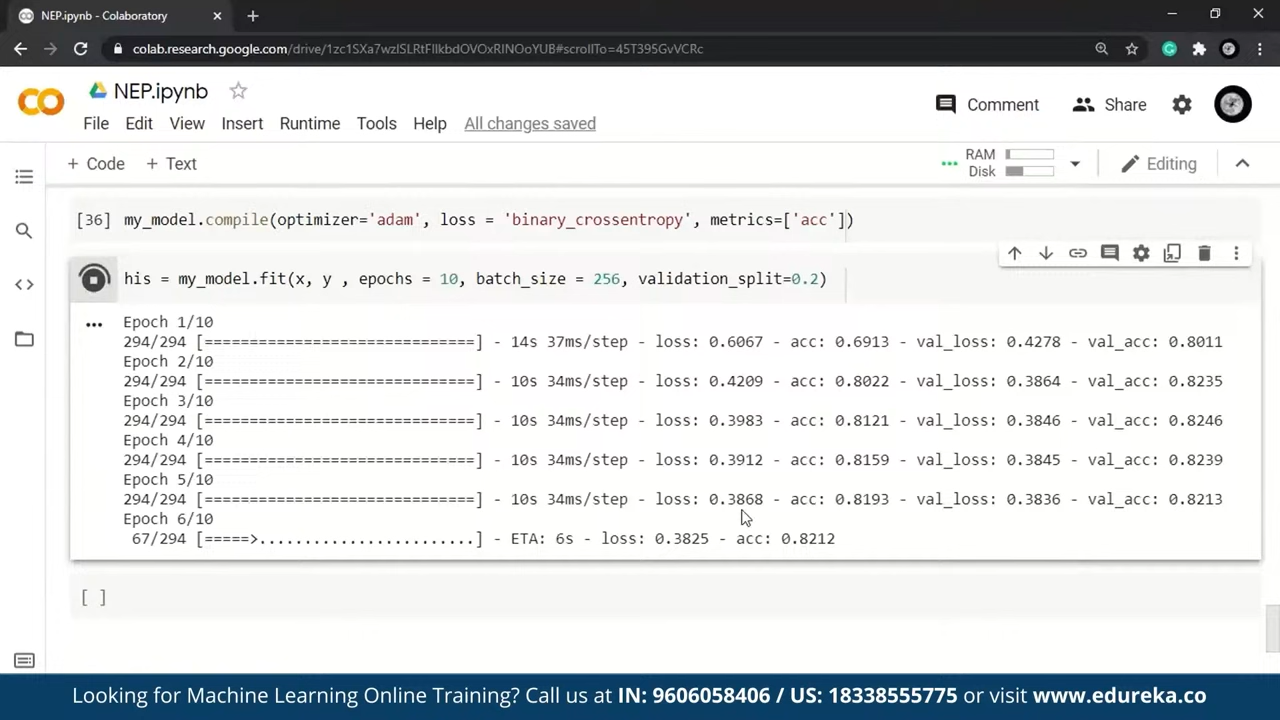 NEP.ipynb - Colaboratory
colab.research.google.com/drive/1zc1SXa7wzlSLRtFIlkbdOVOxRINOoYUB#scrollTo=45T395GvVCRc
CO NEP.ipynb
Comment Share
File Edit View Insert Runtime Tools Help All changes saved
+ Code + Text RAM Disk Editing
[36] my_model.compile(optimizer='adam', loss = 'binary_crossentropy', metrics=['acc'])
his = my_model.fit(x, y , epochs = 10, batch_size = 256, validation_split=0.2)
Epoch 1/10
294/294 [==============================] - 14s 37ms/step - loss: 0.6067 - acc: 0.6913 - val_loss: 0.4278 - val_acc: 0.8011
Epoch 2/10
294/294 [==============================] - 10s 34ms/step - loss: 0.4209 - acc: 0.8022 - val_loss: 0.3864 - val_acc: 0.8235
Epoch 3/10
294/294 [==============================] - 10s 34ms/step - loss: 0.3983 - acc: 0.8121 - val_loss: 0.3846 - val_acc: 0.8246
Epoch 4/10
294/294 [==============================] - 10s 34ms/step - loss: 0.3912 - acc: 0.8159 - val_loss: 0.3845 - val_acc: 0.8239
Epoch 5/10
294/294 [==============================] - 10s 34ms/step - loss: 0.3868 - acc: 0.8193 - val_loss: 0.3836 - val_acc: 0.8213
Epoch 6/10
67/294 [=====>........................] - ETA: 6s - loss: 0.3825 - acc: 0.8212
[ ]
Looking for Machine Learning Online Training? Call us at IN: 9606058406 / US: 18338555775 or visit www.edureka.co